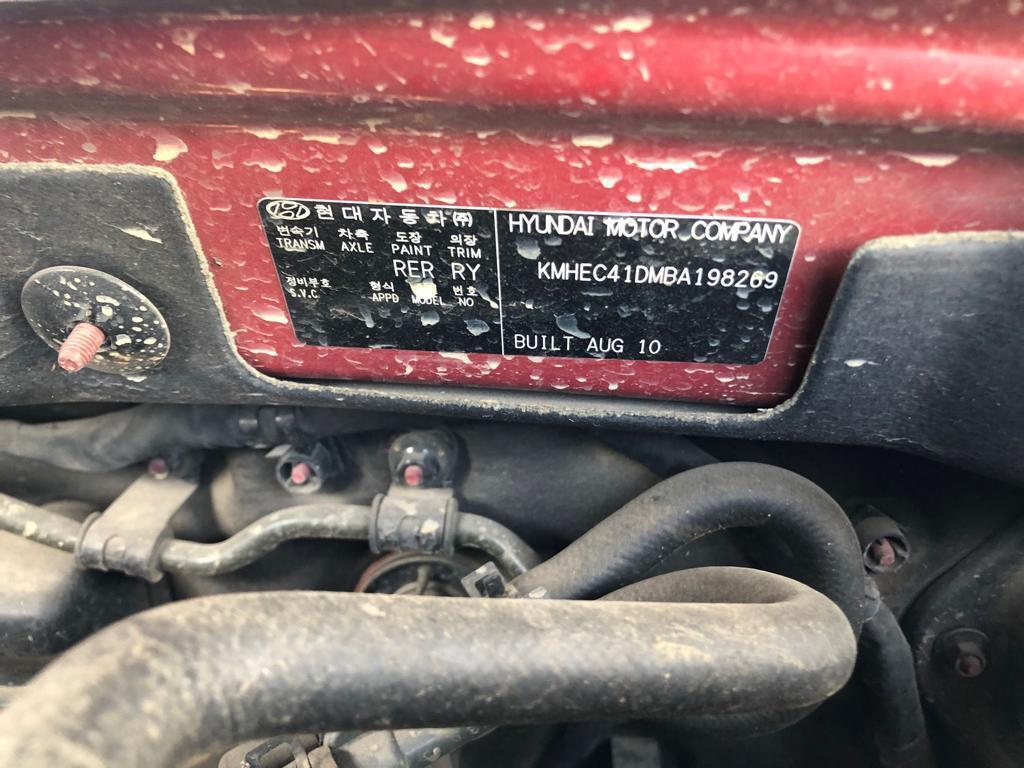 현대자동차㈜
변속기 차축 도장 의장
TRANSM AXLE PAINT TRIM
RER RY
정비부호 형식 번호
S.V.C APPD MODEL NO
HYUNDAI MOTOR COMPANY
KMHEC41DMBA198269
BUILT AUG 10